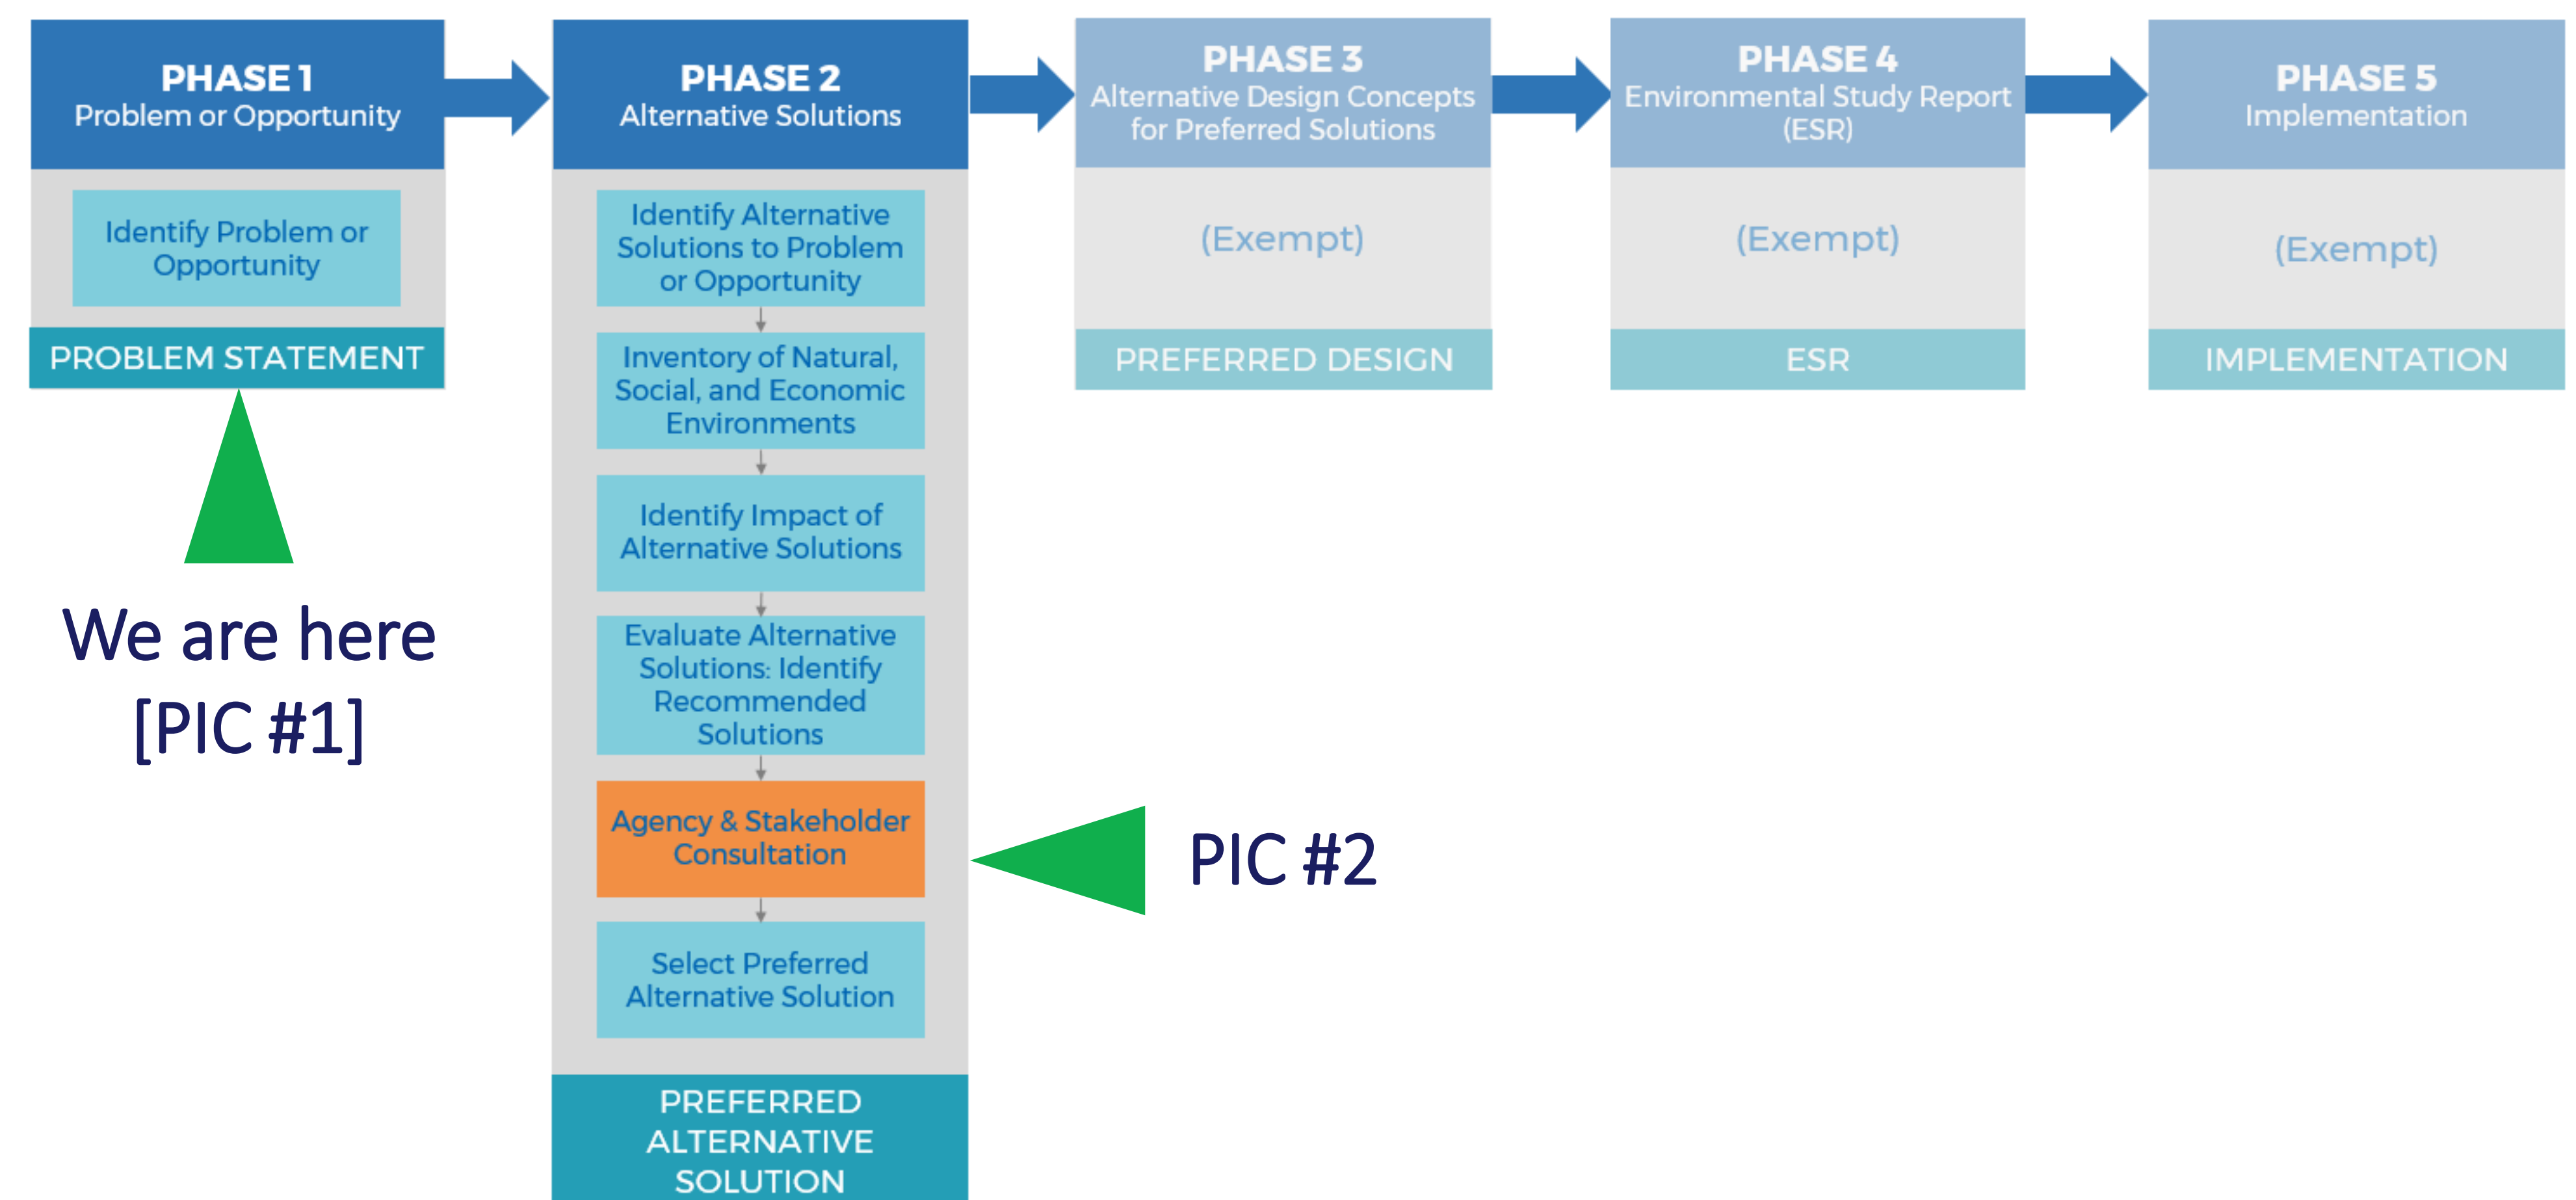 PHASE 1
Problem or Opportunity
Identify Problem or
Opportunity
PROBLEM STATEMENT
We are here
[PIC #1]
PHASE 2
Alternative Solutions
Identify Alternative
Solutions to Problem
or Opportunity
Inventory of Natural,
Social, and Economic
Environments
Identify Impact of
Alternative Solutions
Evaluate Alternative
Solutions: Identify
Recommended
Solutions
Agency & Stakeholder
Consultation
Select Preferred
Alternative Solution
PREFERRED
ALTERNATIVE
SOLUTION
PIC #2
PHASE 3
Alternative Design Concepts
for Preferred Solutions
(Exempt)
PREFERRED DESIGN
PHASE 4
Environmental Study Report
(ESR)
(Exempt)
ESR
PHASE 5
Implementation
(Exempt)
IMPLEMENTATION